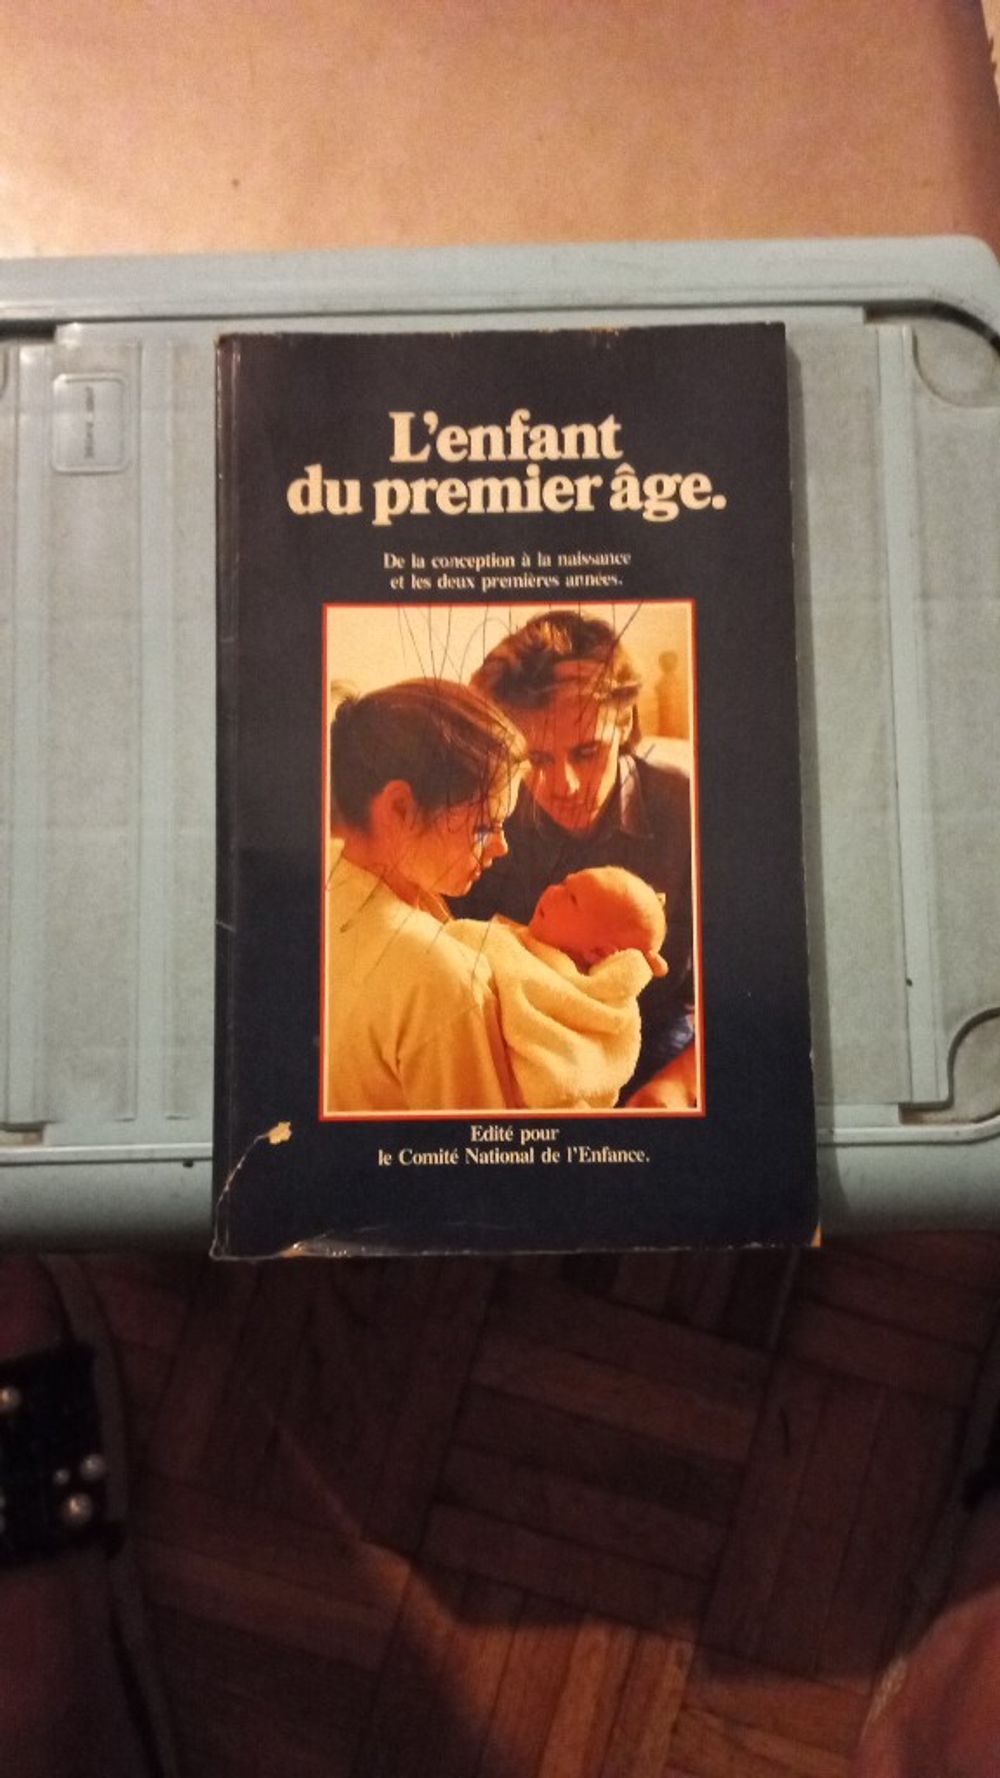 L'enfant
du premier âge.
De la conception à la naissance
et les deux premières années.
Edité pour
le Comité National de l'Enfance.